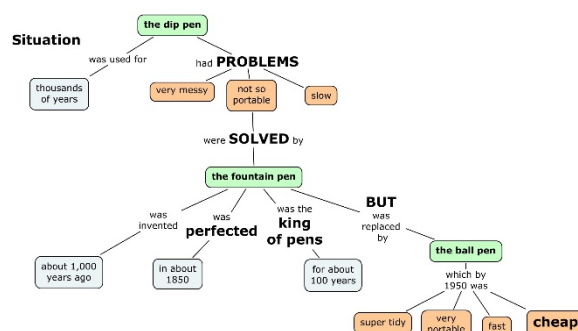 the dip pen
Situation
was used for
had PROBLEMS
thousands
of years
very messy
not so
portable
slow
were SOLVED by
the fountain pen
was
invented
was
perfected
was the
king
of pens
BUT
was
replaced
by
about 1,000
years ago
in about
1850
for about
100 years
the ball pen
which by
1950 was
super tidy
very
portable
fast
cheap